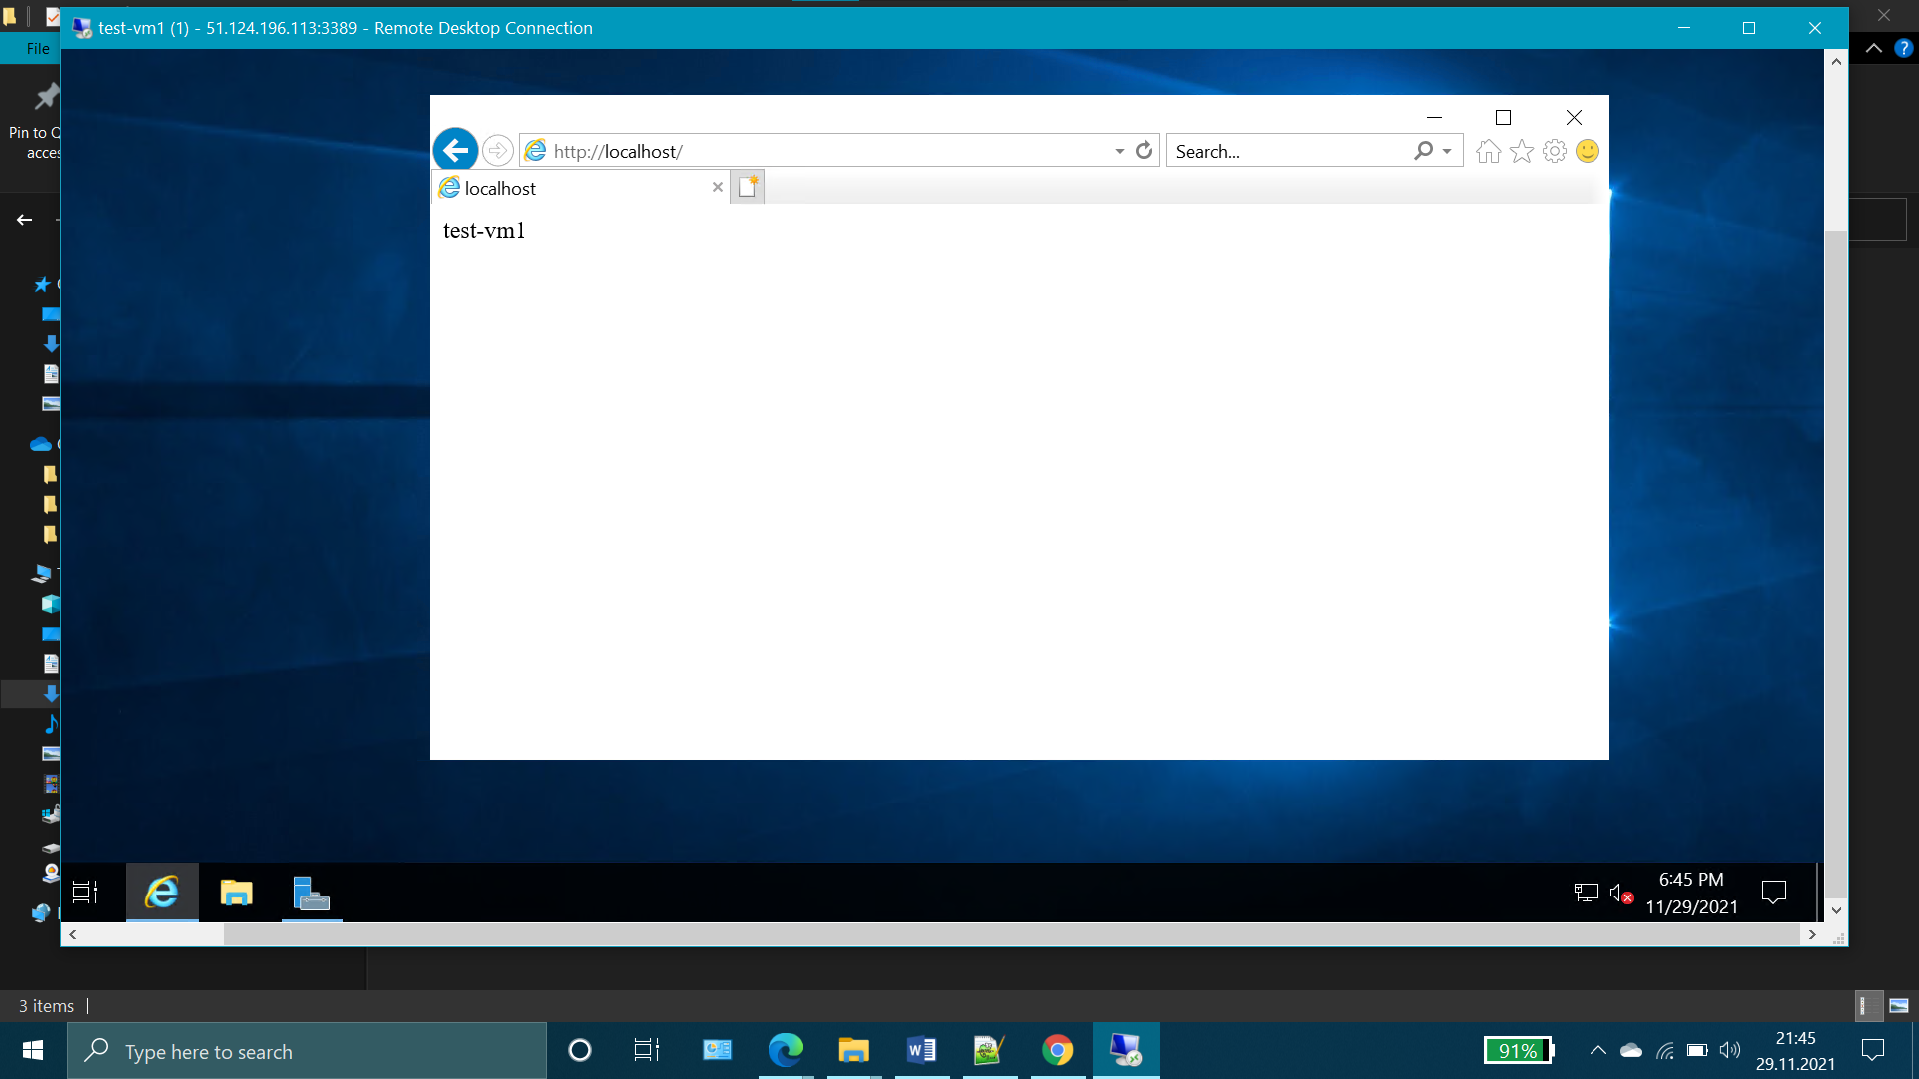 test-vm1 (1) - 51.124.196.113:3389 - Remote Desktop Connection
File
Pin to Q
acces
http://localhost/
Search...
localhost
test-vm1
6:45 PM
11/29/2021
3 items
Type here to search
91%
21:45
29.11.2021